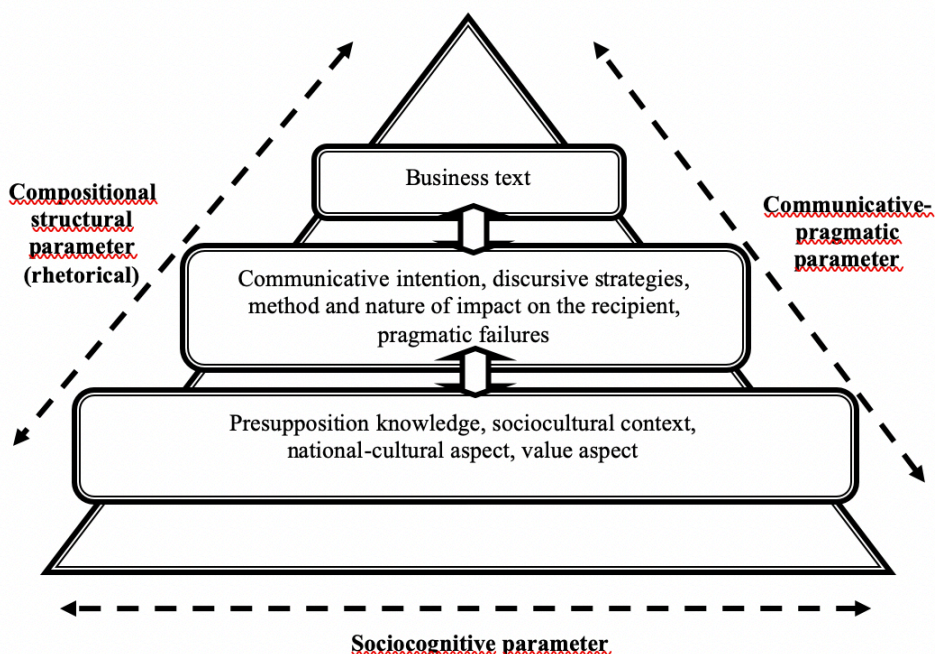 Business text
Compositional
structural
parameter
(rhetorical)
Communicative-
pragmatic
parameter
Communicative intention, discursive strategies,
method and nature of impact on the recipient,
pragmatic failures
Presupposition knowledge, sociocultural context,
national-cultural aspect, value aspect
Sociocognitive parameter